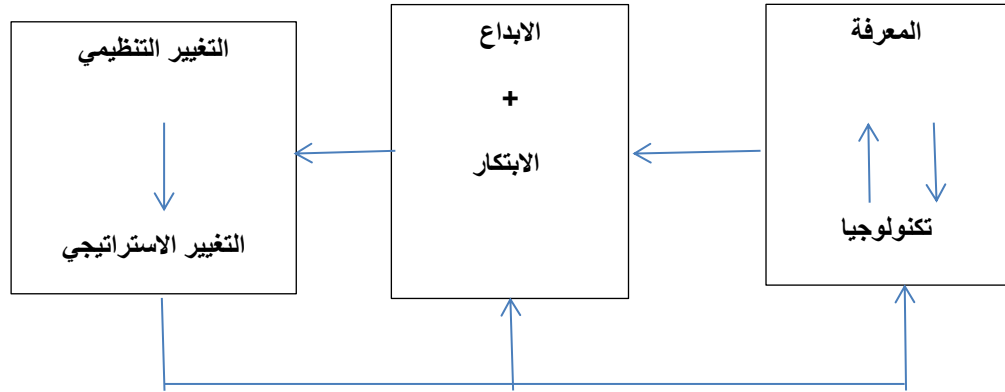 المعرفة
تكنولوجيا
الابداع
+
الابتكار
التغيير التنظيمي
التغيير الاستراتيجي